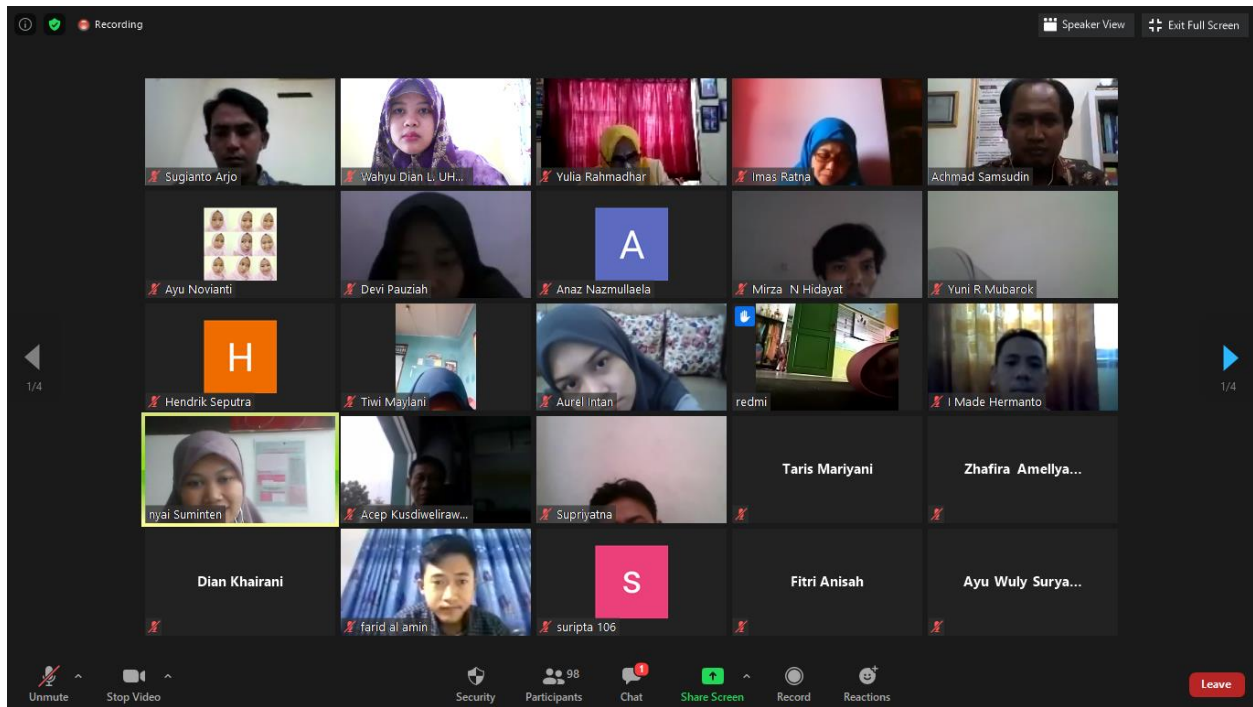 Recording
Speaker View
Exit Full Screen
Sugianto Arjo
Wahyu Dian L. UH...
Yulia Rahmadhar
Imas Ratna
Achmad Samsudin
Ayu Novianti
Devi Pauziah
A
Anaz Nazmullaela
Mirza N Hidayat
Yuni R Mubarok
H
Hendrik Seputra
Tiwi Maylani
Aurel Intan
redmi
I Made Hermanto
1/4
1/4
nyai Suminten
Acep Kusdiweliraw...
Supriyatna
Taris Mariyani
Zhafira Amellya...
Dian Khairani
farid al amin
S
suripta 106
Fitri Anisah
Ayu Wuly Surya...
Unmute
Stop Video
Security
98
Participants
1
Chat
Share Screen
Record
Reactions
Leave